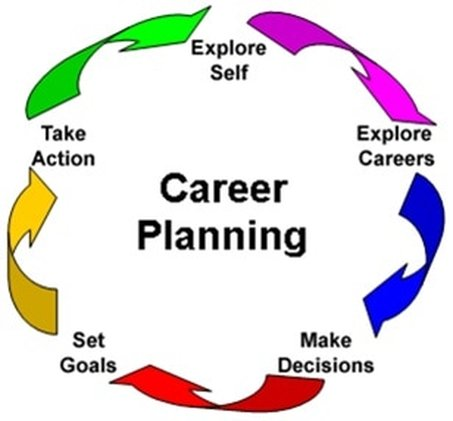 Explore
Self
Explore
Careers
Make
Decisions
Set
Goals
Take
Action
Career
Planning